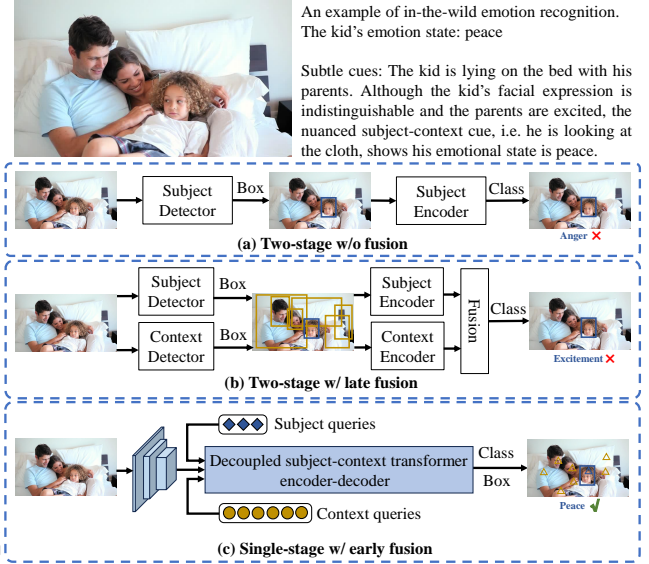 An example of in-the-wild emotion recognition.
The kid's emotion state: peace
Subtle cues: The kid is lying on the bed with his
parents. Although the kid's facial expression is
indistinguishable and the parents are excited, the
nuanced subject-context cue, i.e. he is looking at
the cloth, shows his emotional state is peace.
Subject
Detector
Box
Subject
Encoder
Class
Anger
(a) Two-stage w/o fusion
Subject
Detector
Box
Subject
Encoder
Context
Detector
Box
Context
Encoder
Fusion
Class
Excitement
(b) Two-stage w/ late fusion
Subject queries
Decoupled subject-context transformer
encoder-decoder
Class
Box
Context queries
Peace
(c) Single-stage w/ early fusion